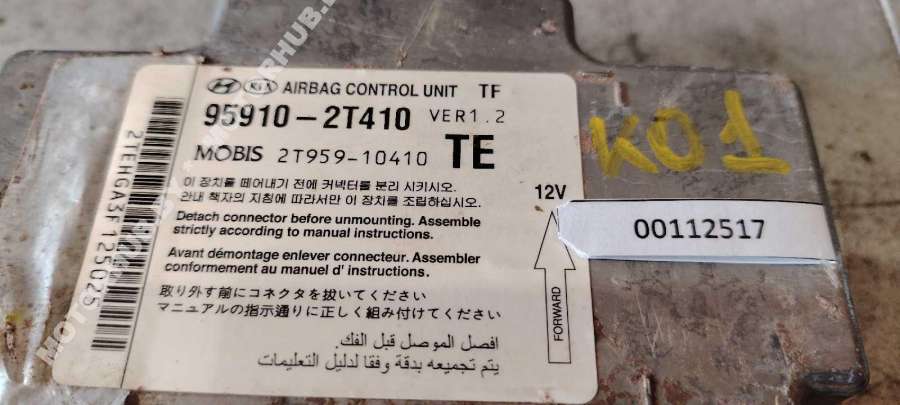 KIA AIRBAG CONTROL UNIT TF
95910-2T410 VER1.2
MOBIS 2T959-10410 TE
이 장치를 떼어내기 전에 커넥터를 분리 시키시오.
안내 책자의 지침에 따라서만 이 장치를 조립하십시오.
Detach connector before unmounting. Assemble
strictly according to manual instructions.
Avant démontage enlever connecteur. Assembler
conformement au manuel d' instructions.
取り外す前にコネクタを抜いてください
マニュアルの指示通りに正しく組み付けてください
افصل الموصل قبل الفك.
يتم تجميعه بدقة وفقا لدليل التعليمات
21EHGA3F125025
12V
FORWARD
K01
00112517